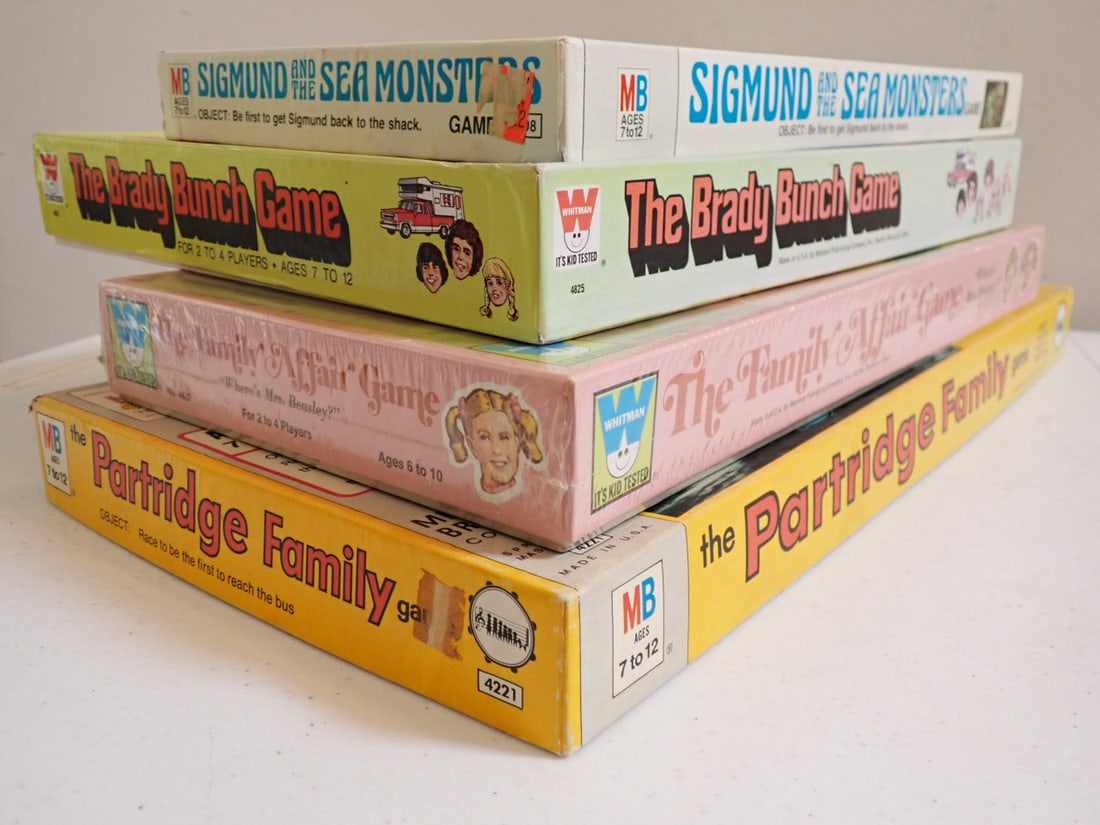 MB
AGES
7 to 12
SIGMUND AND THE SEA MONSTERS
OBJECT: Be first to get Sigmund back to the shack.
GAME
MB
AGES
7 to 12
SIGMUND AND THE SEA MONSTERS GAME
OBJECT: Be first to get Sigmund back to the shack.
W
The Brady Bunch Game
FOR 2 TO 4 PLAYERS • AGES 7 TO 12
W
WHITMAN
IT'S KID TESTED
4825
The Brady Bunch Game
W
The Family Affair Game
"Where's Mrs. Beasley?"
For 2 to 4 Players
Ages 6 to 10
W
WHITMAN
IT'S KID TESTED
The Family Affair Game
MB
AGES
7 to 12
the Partridge Family
OBJECT: Race to be the first to reach the bus
4221
4221
MADE IN U.S.A.
MB
AGES
7 to 12
the Partridge Family game